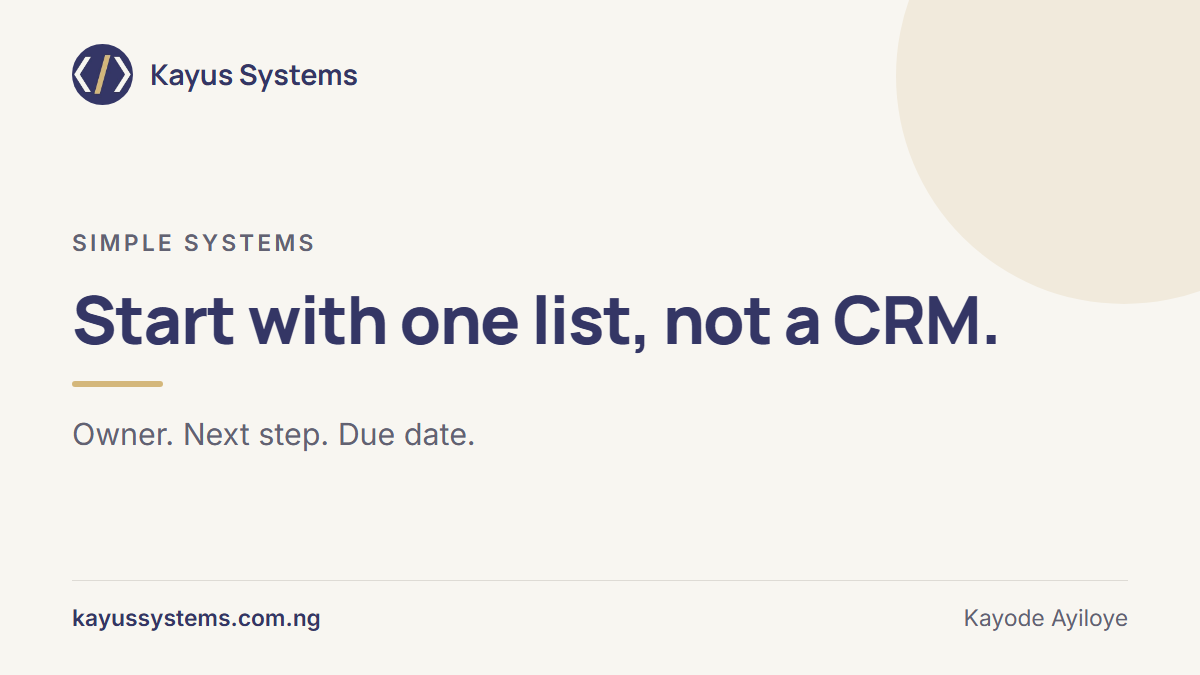 Kayus Systems
SIMPLE SYSTEMS
Start with one list, not a CRM.
Owner. Next step. Due date.
kayussystems.com.ng
Kayode Ayiloye